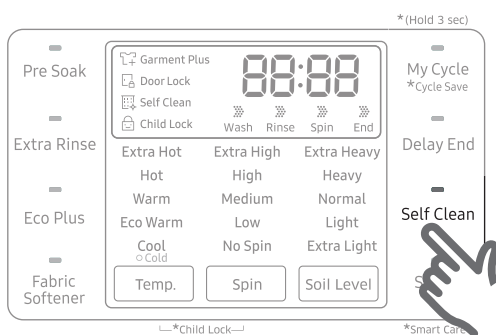 *(Hold 3 sec)
Pre Soak
Extra Rinse
Eco Plus
Fabric
Softener
Garment Plus
Door Lock
Self Clean
Child Lock
88:88
Wash Rinse Spin End
Extra Hot Extra High Extra Heavy
Hot High Heavy
Warm Medium Normal
Eco Warm Low Light
Cool No Spin Extra Light
Cold
Temp. Spin Soil Level
My Cycle
*Cycle Save
Delay End
Self Clean
*Child Lock
*Smart Care